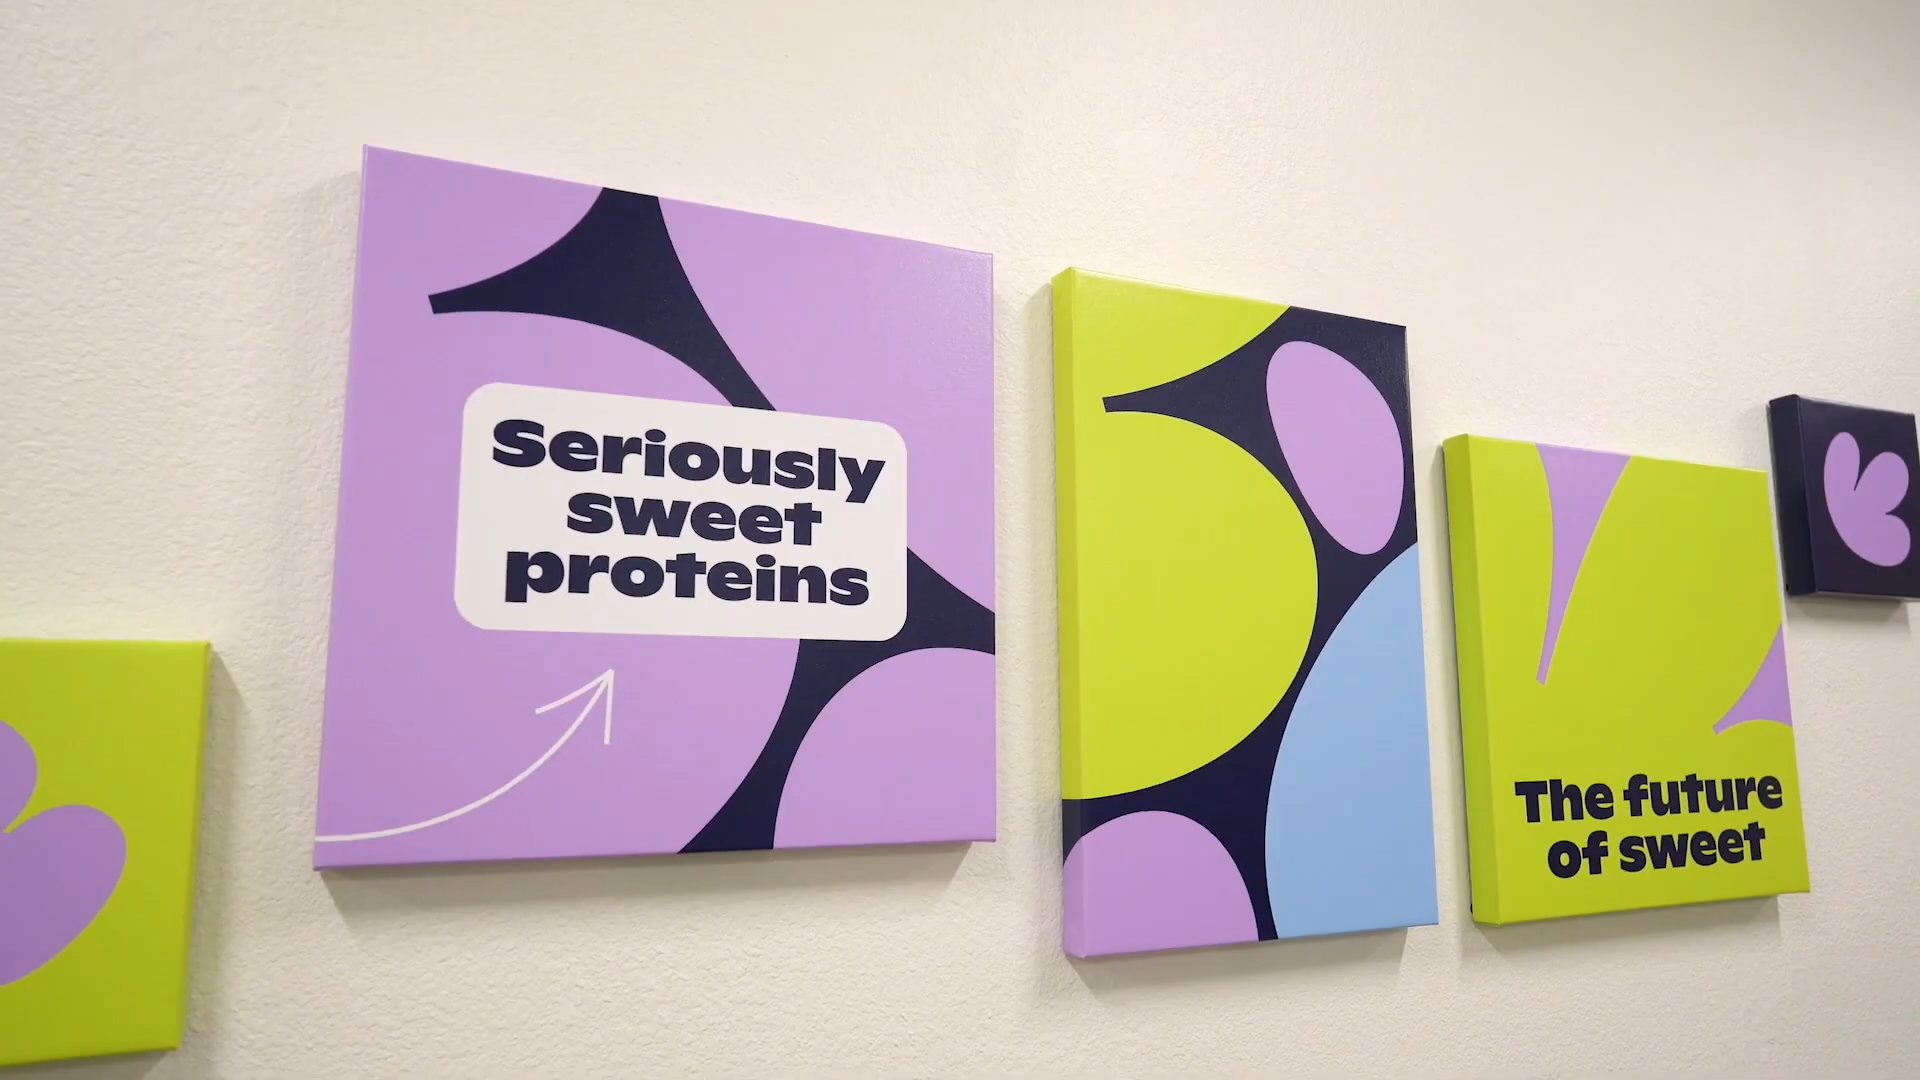 Seriously
sweet
proteins
The future
of sweet